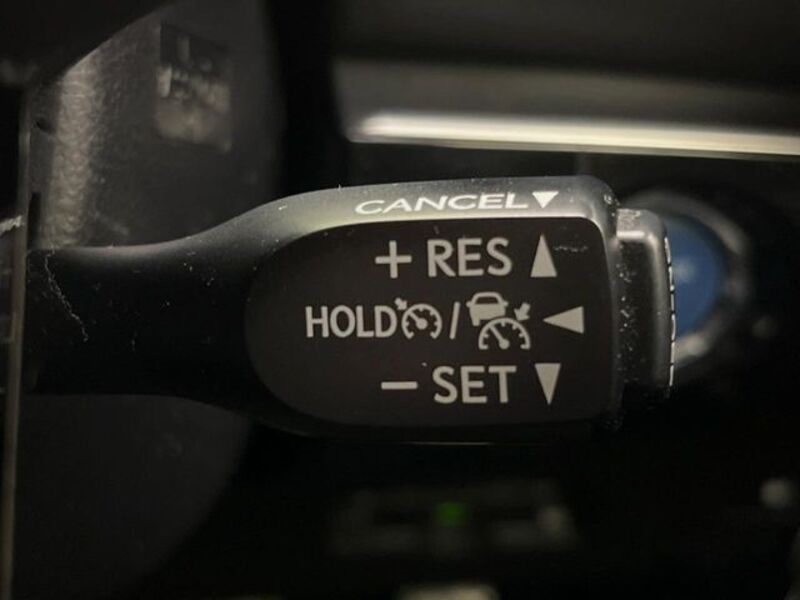 CANCEL▼
+ RES ▲
HOLD / ◀
− SET ▼